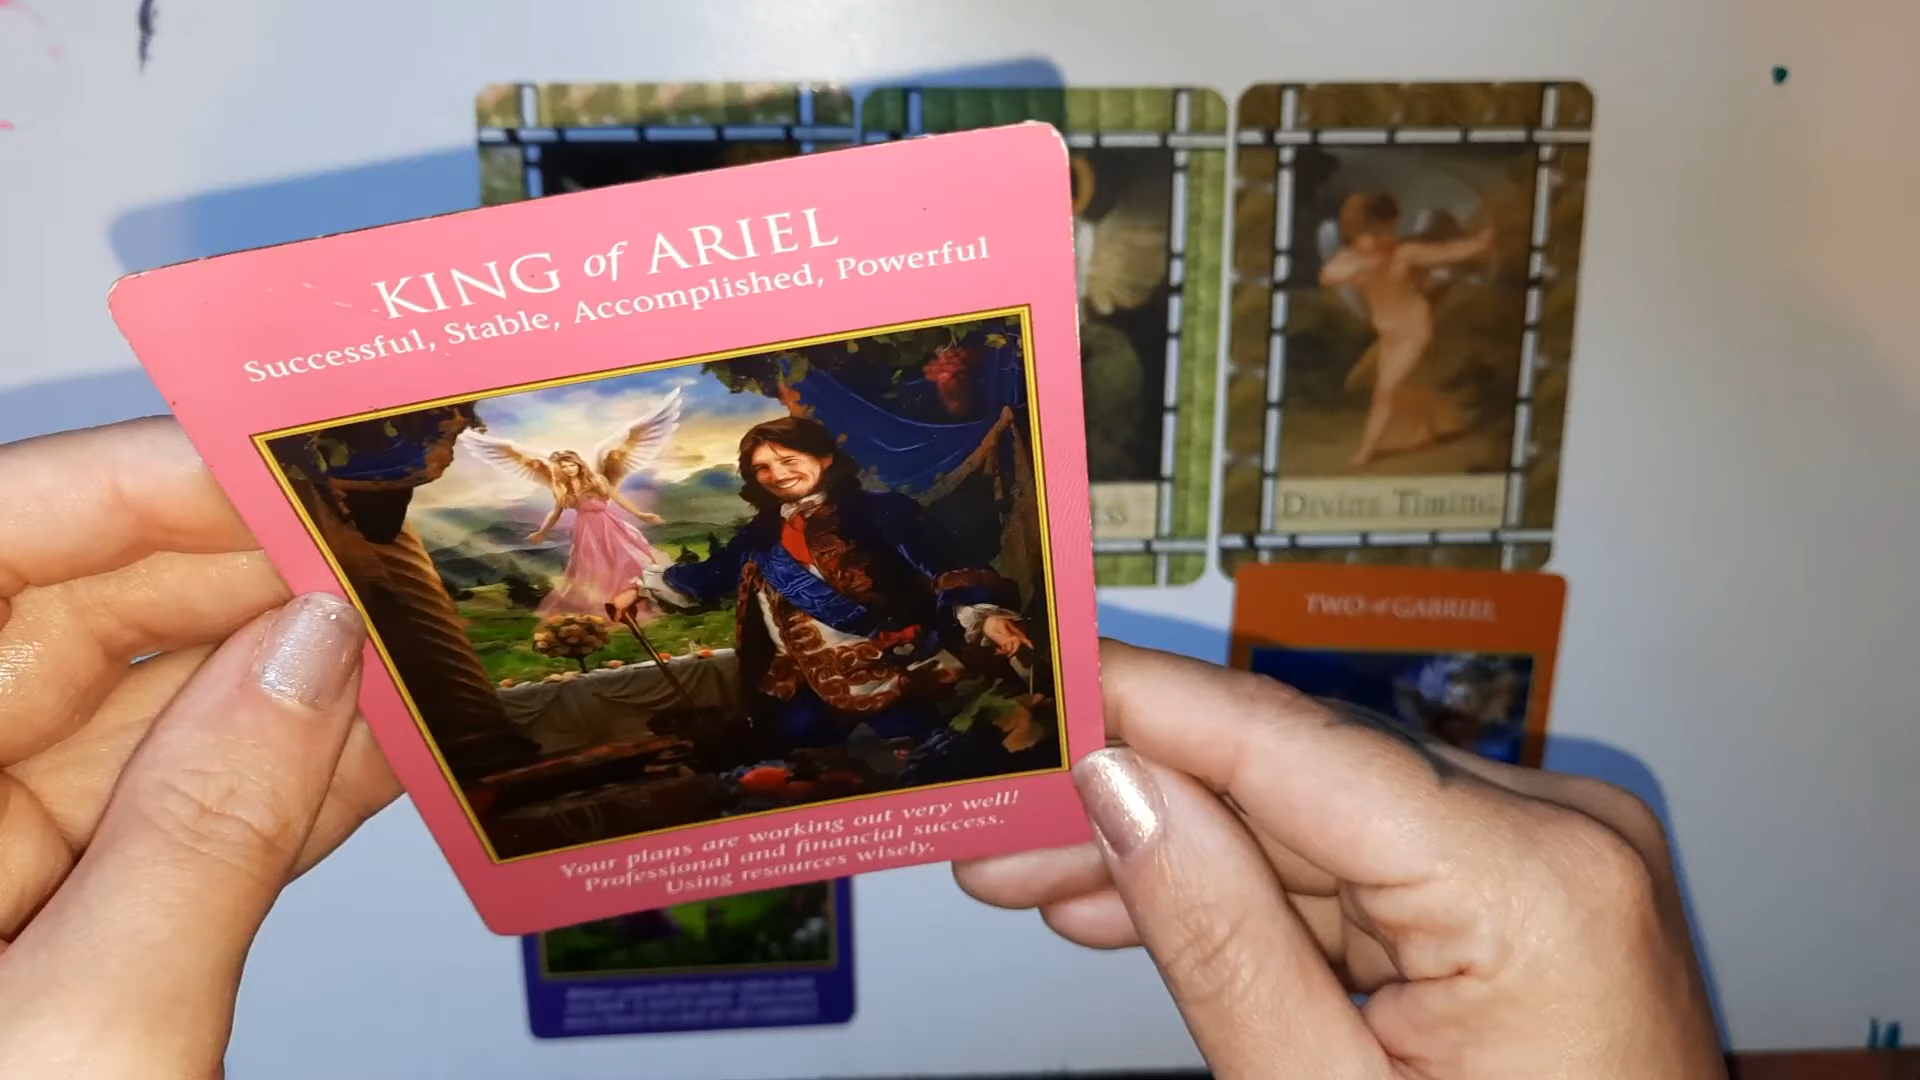 KING of ARIEL
Successful, Stable, Accomplished, Powerful
Your plans are working out very well!
Professional and financial success.
Using resources wisely.
Divine Timing
TWO of GABRIEL